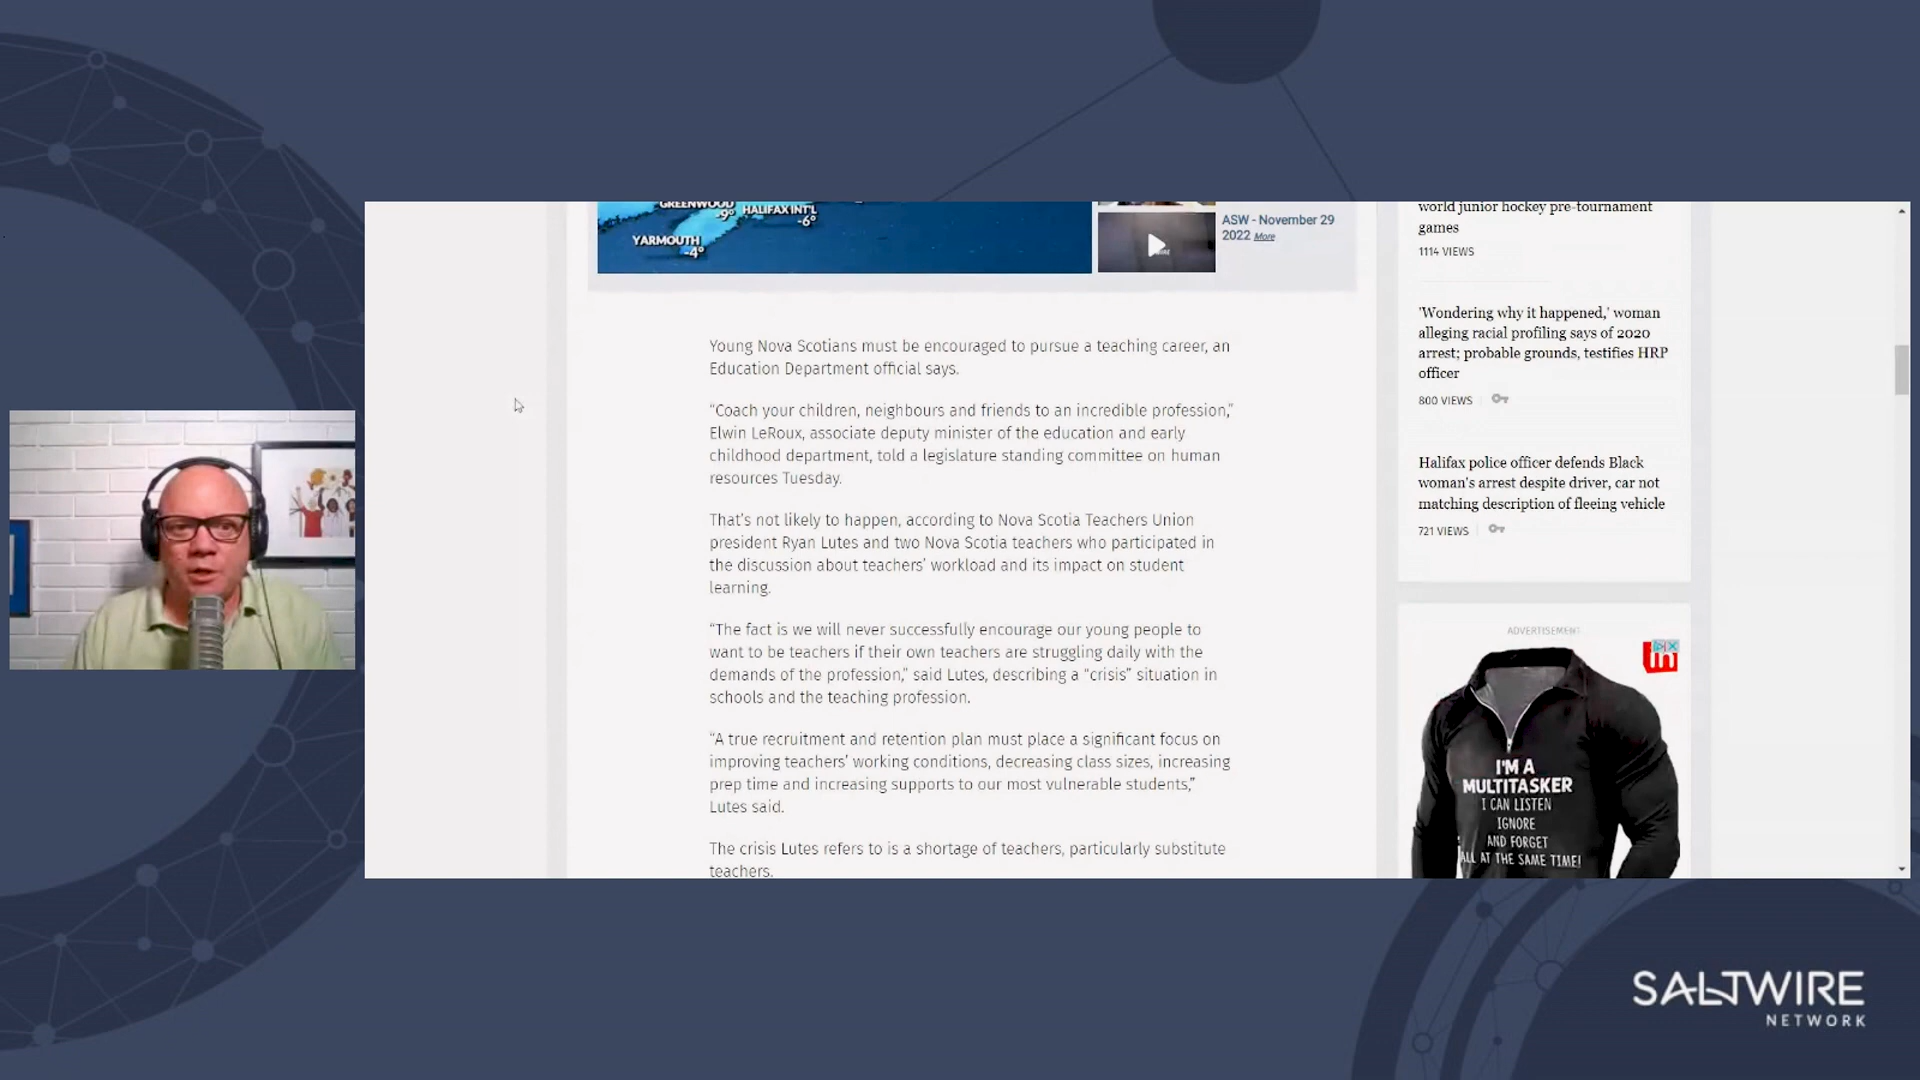 GREENWOOD
-9°
HALIFAX INT'L
-6°
YARMOUTH
-4°
ASW - November 29
2022 More
Young Nova Scotians must be encouraged to pursue a teaching career, an
Education Department official says.
“Coach your children, neighbours and friends to an incredible profession,”
Elwin LeRoux, associate deputy minister of the education and early
childhood department, told a legislature standing committee on human
resources Tuesday.
That’s not likely to happen, according to Nova Scotia Teachers Union
president Ryan Lutes and two Nova Scotia teachers who participated in
the discussion about teachers’ workload and its impact on student
learning.
“The fact is we will never successfully encourage our young people to
want to be teachers if their own teachers are struggling daily with the
demands of the profession,” said Lutes, describing a “crisis” situation in
schools and the teaching profession.
“A true recruitment and retention plan must place a significant focus on
improving teachers’ working conditions, decreasing class sizes, increasing
prep time and increasing supports to our most vulnerable students,”
Lutes said.
The crisis Lutes refers to is a shortage of teachers, particularly substitute
teachers.
world junior hockey pre-tournament
games
1114 VIEWS
'Wondering why it happened,' woman
alleging racial profiling says of 2020
arrest; probable grounds, testifies HRP
officer
800 VIEWS
Halifax police officer defends Black
woman's arrest despite driver, car not
matching description of fleeing vehicle
721 VIEWS
ADVERTISEMENT
I'M A
MULTITASKER
I CAN LISTEN
IGNORE
AND FORGET
ALL AT THE SAME TIME!
SALTWIRE
NETWORK